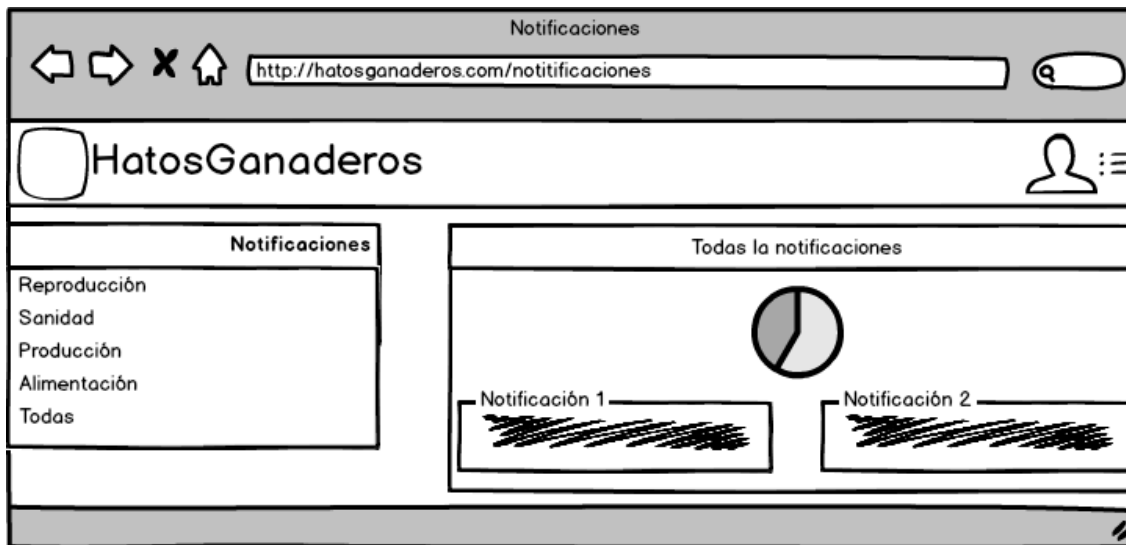 Notificaciones
http://hatosganaderos.com/notitificaciones
HatosGanaderos
Notificaciones
Reproducción
Sanidad
Producción
Alimentación
Todas
Todas la notificaciones
Notificación 1
Notificación 2